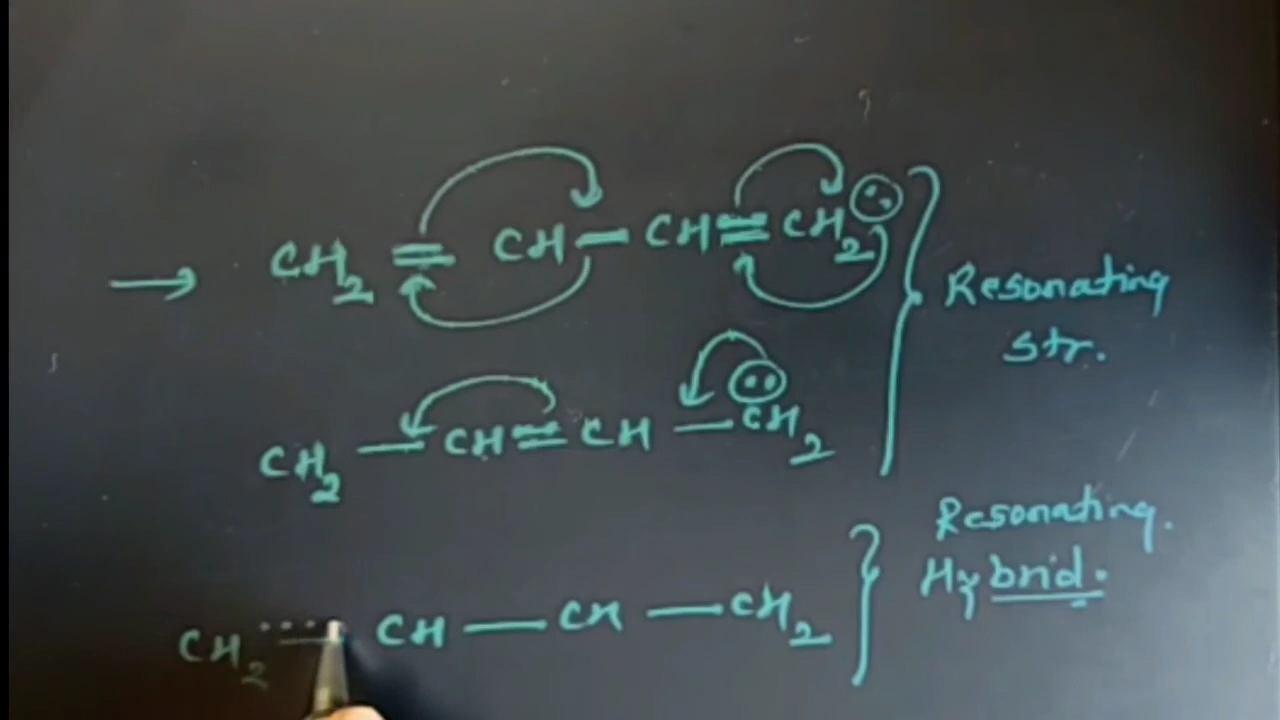 → CH₂ = CH – CH = CH₂ :
Resonating
str.
CH₂ – CH = CH – CH₂ :
Resonating.
Hybrid.
CH₂ – CH – CH – CH₂